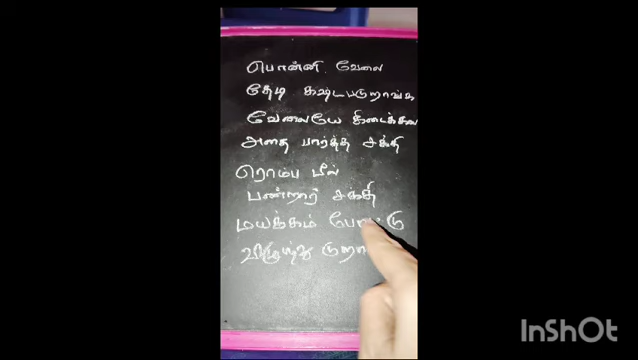 பொன்னி வேலை
தேடி கஷ்டபடுறாங்க
வேலையே கிடைக்கல
அதை பார்த்த சக்தி
ரொம்ப பீல்
பண்றார் சக்தி
மயக்கம் போட்டு
விழுந்து
InShOt